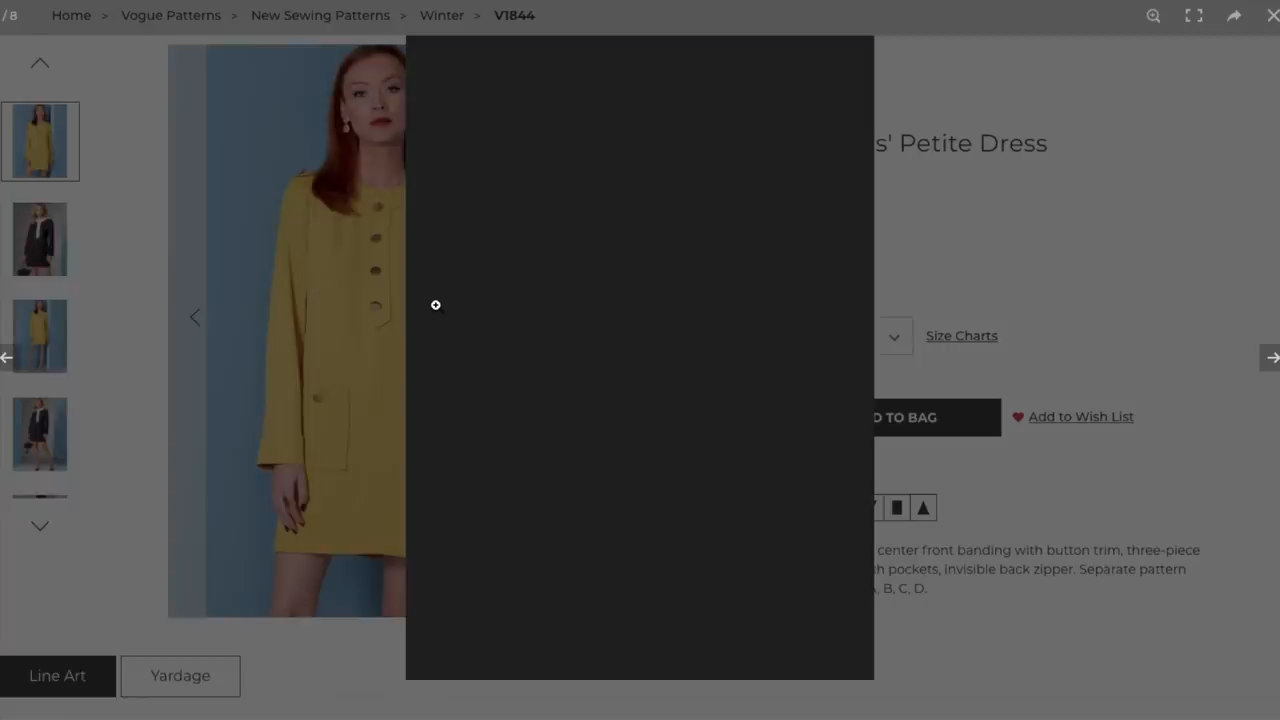 / 8
Home > Vogue Patterns > New Sewing Patterns > Winter > V1844
s' Petite Dress
Size Charts
D TO BAG
Add to Wish List
center front banding with button trim, three-piece
pockets, invisible back zipper. Separate pattern
B, C, D.
Line Art
Yardage